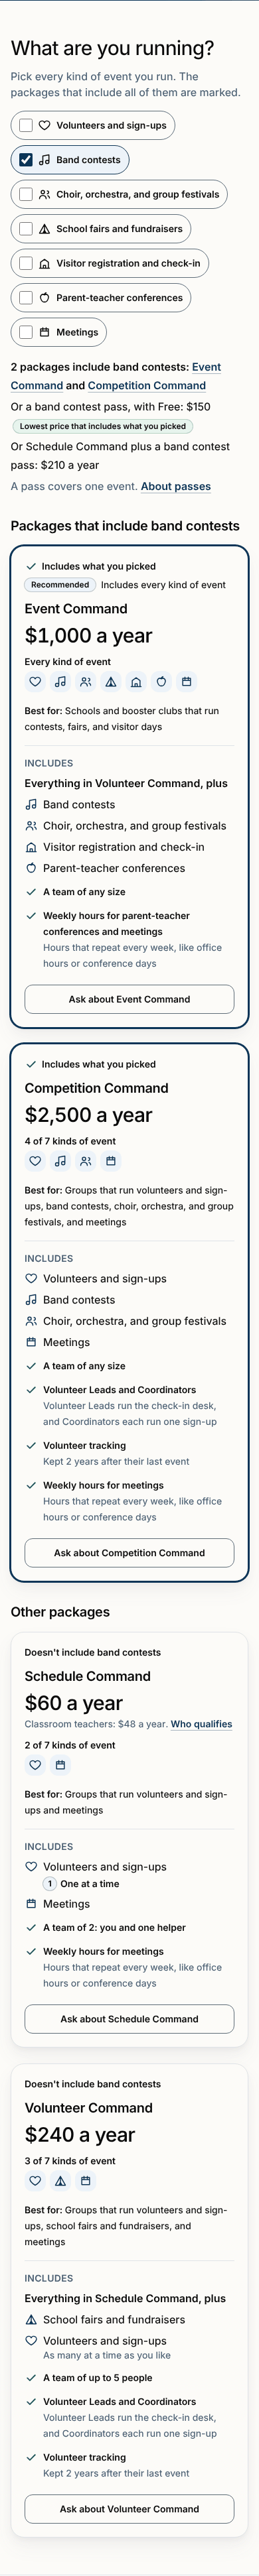 What are you running?
Pick every kind of event you run. The
packages that include all of them are marked.
Volunteers and sign-ups
Band contests
Choir, orchestra, and group festivals
School fairs and fundraisers
Visitor registration and check-in
Parent-teacher conferences
Meetings
2 packages include band contests: Event
Command and Competition Command
Or a band contest pass, with Free: $150
Lowest price that includes what you picked
Or Schedule Command plus a band contest
pass: $210 a year
A pass covers one event. About passes
Packages that include band contests
Includes what you picked
Recommended Includes every kind of event
Event Command
$1,000 a year
Every kind of event
Best for: Schools and booster clubs that run
contests, fairs, and visitor days
INCLUDES
Everything in Volunteer Command, plus
Band contests
Choir, orchestra, and group festivals
Visitor registration and check-in
Parent-teacher conferences
A team of any size
Weekly hours for parent-teacher
conferences and meetings
Hours that repeat every week, like office
hours or conference days
Ask about Event Command
Includes what you picked
Competition Command
$2,500 a year
4 of 7 kinds of event
Best for: Groups that run volunteers and sign-
ups, band contests, choir, orchestra, and group
festivals, and meetings
INCLUDES
Volunteers and sign-ups
Band contests
Choir, orchestra, and group festivals
Meetings
A team of any size
Volunteer Leads and Coordinators
Volunteer Leads run the check-in desk,
and Coordinators each run one sign-up
Volunteer tracking
Kept 2 years after their last event
Weekly hours for meetings
Hours that repeat every week, like office
hours or conference days
Ask about Competition Command
Other packages
Doesn't include band contests
Schedule Command
$60 a year
Classroom teachers: $48 a year. Who qualifies
2 of 7 kinds of event
Best for: Groups that run volunteers and sign-
ups and meetings
INCLUDES
Volunteers and sign-ups
1 One at a time
Meetings
A team of 2: you and one helper
Weekly hours for meetings
Hours that repeat every week, like office
hours or conference days
Ask about Schedule Command
Doesn't include band contests
Volunteer Command
$240 a year
3 of 7 kinds of event
Best for: Groups that run volunteers and sign-
ups, school fairs and fundraisers, and
meetings
INCLUDES
Everything in Schedule Command, plus
School fairs and fundraisers
Volunteers and sign-ups
As many at a time as you like
A team of up to 5 people
Volunteer Leads and Coordinators
Volunteer Leads run the check-in desk,
and Coordinators each run one sign-up
Volunteer tracking
Kept 2 years after their last event
Ask about Volunteer Command